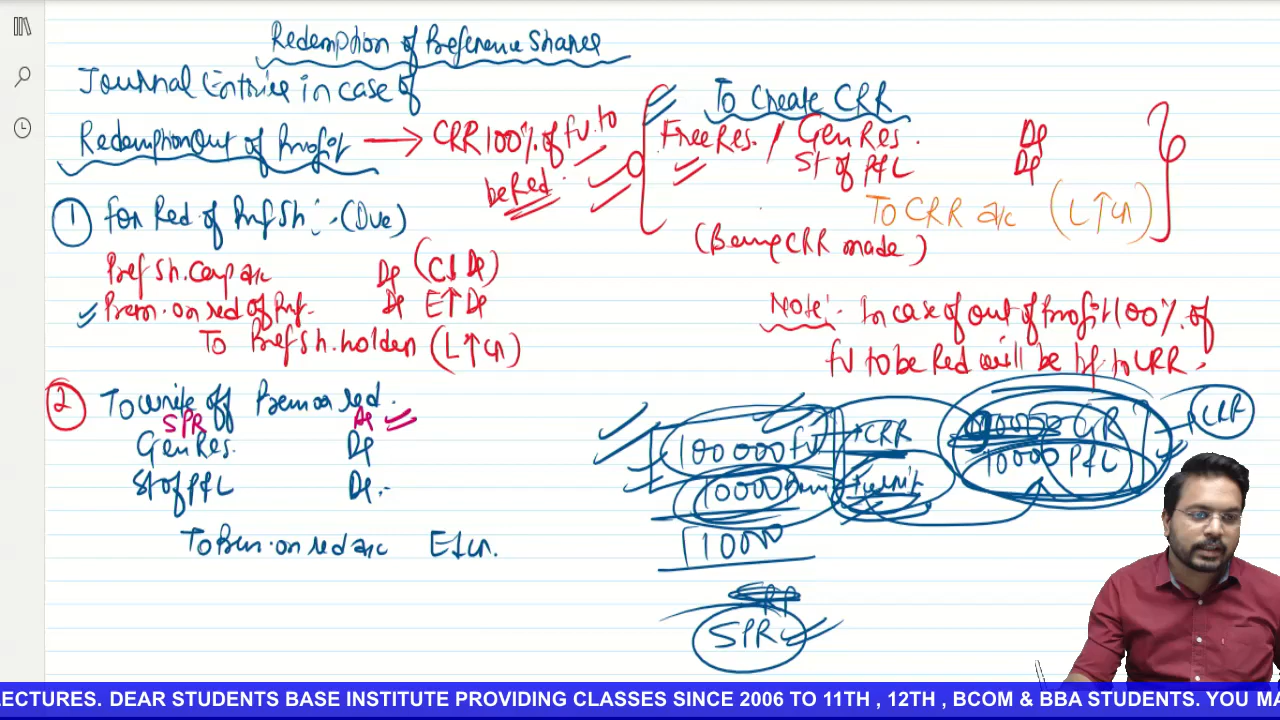 Redemption of Preference Shares
Journal Entries in case of
Redemption Out of Profit → CRR 100% of fv. to
be Red.
To Create CRR
Free Res. / Gen Res. Dr
St of P&L Dr
To CRR a/c (L↑Cr)
(Being CRR made)
① for Red of Pref Sh :- (Due)
Pref Sh. Cap a/c Dr (C↓ Dr)
Prem. on red of Pref. Dr E↑ Dr
To Pref Sh. holders (L↑Cr)
Note:- In case of out of Profit 100% of
fv to be Red will be tf to CRR.
② To write off Prem on red.
SPR Dr
Gen Res. Dr
St of P&L Dr.
To Prem. on red a/c E↓Cr.
100000 fv CRR
10000
GR
10000 P&L
CRR
SPR
LECTURES. DEAR STUDENTS BASE INSTITUTE PROVIDING CLASSES SINCE 2006 TO 11TH , 12TH , BCOM & BBA STUDENTS. YOU MA